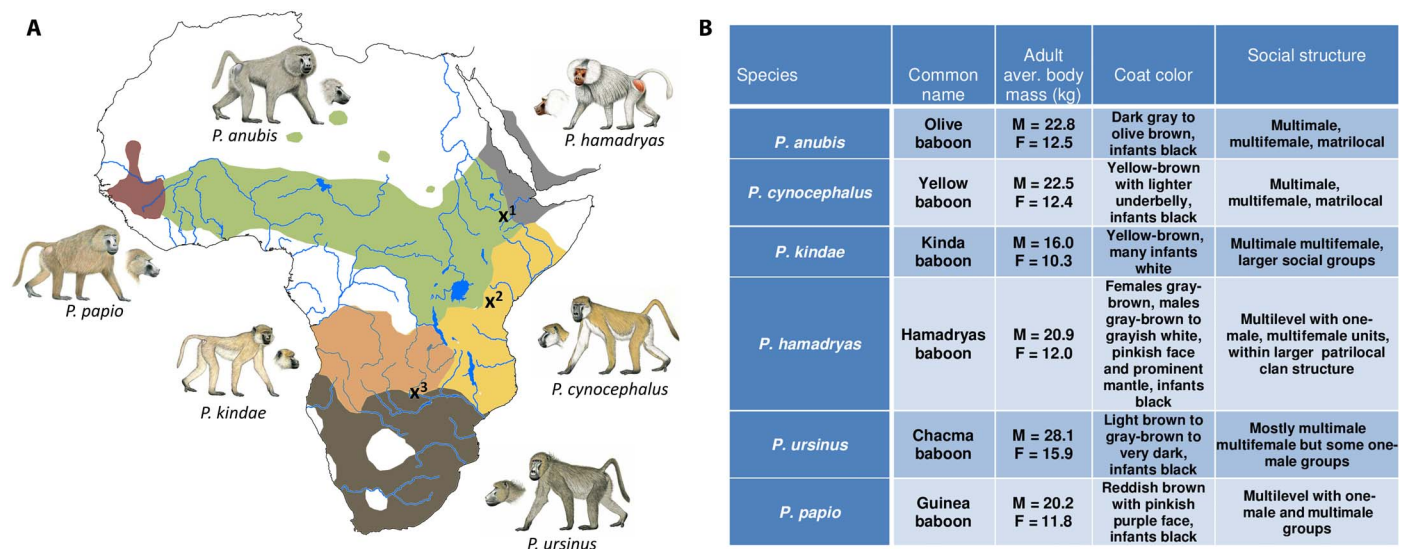 A
P. anubis
P. hamadryas
x1
P. papio
x2
P. kindae
x3
P. cynocephalus
P. ursinus
B
Species
Common
name
Adult
aver. body
mass (kg)
Coat color
Social structure
P. anubis
Olive
baboon
M = 22.8
F = 12.5
Dark gray to
olive brown,
infants black
Multimale,
multifemale, matrilocal
P. cynocephalus
Yellow
baboon
M = 22.5
F = 12.4
Yellow-brown
with lighter
underbelly,
infants black
Multimale,
multifemale, matrilocal
P. kindae
Kinda
baboon
M = 16.0
F = 10.3
Yellow-brown,
many infants
white
Multimale multifemale,
larger social groups
P. hamadryas
Hamadryas
baboon
M = 20.9
F = 12.0
Females gray-
brown, males
gray-brown to
grayish white,
pinkish face
and prominent
mantle, infants
black
Multilevel with one-
male, multifemale units,
within larger patrilocal
clan structure
P. ursinus
Chacma
baboon
M = 28.1
F = 15.9
Light brown to
gray-brown to
very dark,
infants black
Mostly multimale
multifemale but some one-
male groups
P. papio
Guinea
baboon
M = 20.2
F = 11.8
Reddish brown
with pinkish
purple face,
infants black
Multilevel with one-
male and multimale
groups